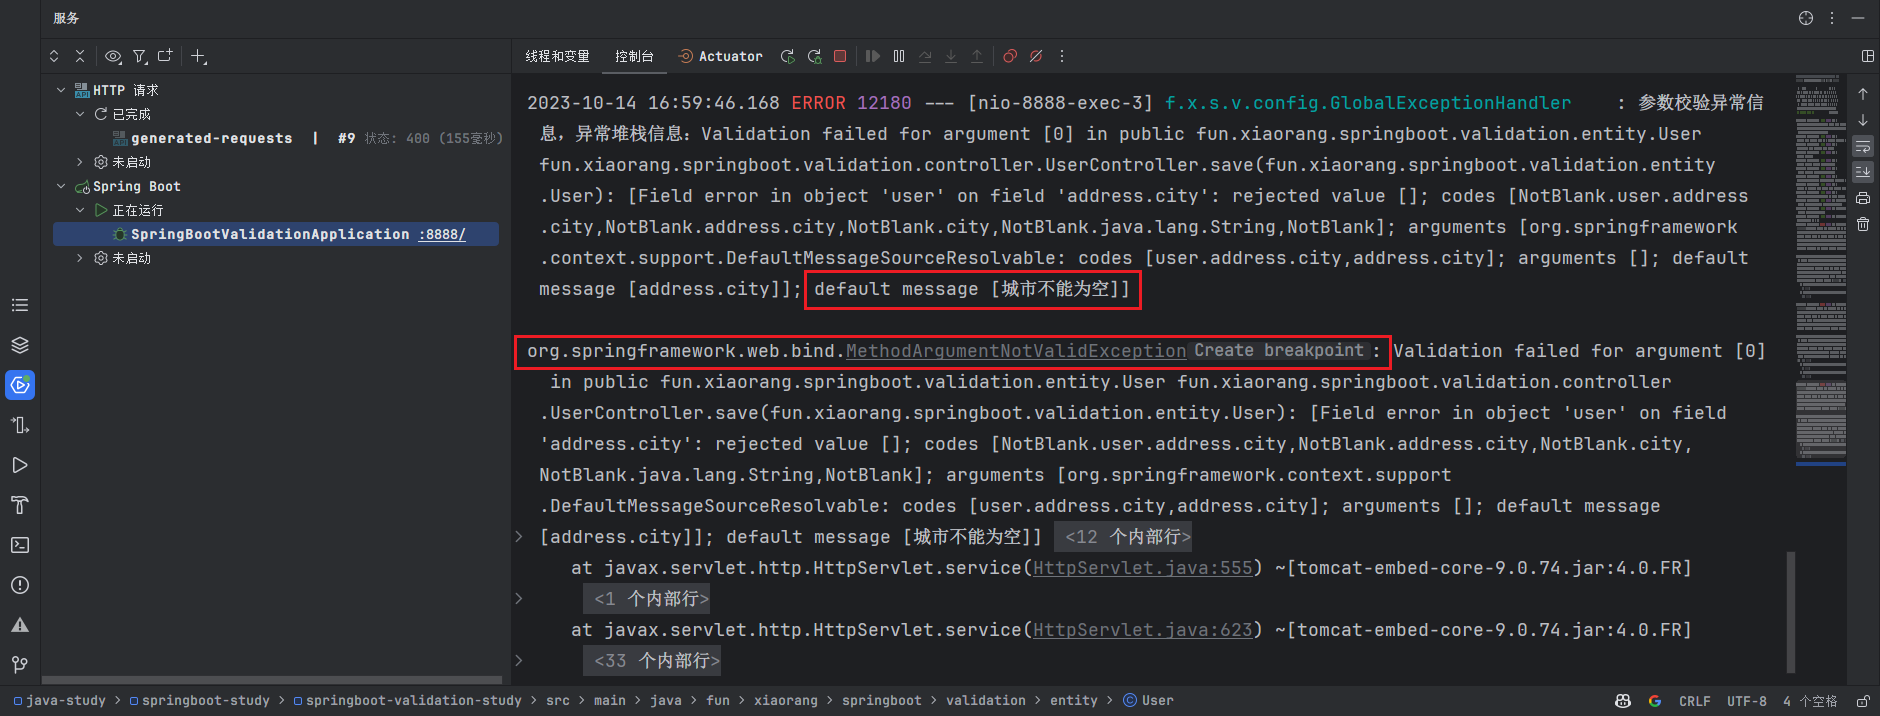 服务
线程和变量 控制台 Actuator
HTTP 请求
已完成
generated-requests | #9 状态: 400 (155毫秒)
未启动
Spring Boot
正在运行
SpringBootValidationApplication :8888/
未启动
2023-10-14 16:59:46.168 ERROR 12180 --- [nio-8888-exec-3] f.x.s.v.config.GlobalExceptionHandler : 参数校验异常信
息，异常堆栈信息：Validation failed for argument [0] in public fun.xiaorang.springboot.validation.entity.User
fun.xiaorang.springboot.validation.controller.UserController.save(fun.xiaorang.springboot.validation.entity
.User): [Field error in object 'user' on field 'address.city': rejected value []; codes [NotBlank.user.address
.city,NotBlank.address.city,NotBlank.city,NotBlank.java.lang.String,NotBlank]; arguments [org.springframework
.context.support.DefaultMessageSourceResolvable: codes [user.address.city,address.city]; arguments []; default
message [address.city]]; default message [城市不能为空]]
org.springframework.web.bind.MethodArgumentNotValidException Create breakpoint : Validation failed for argument [0]
in public fun.xiaorang.springboot.validation.entity.User fun.xiaorang.springboot.validation.controller
.UserController.save(fun.xiaorang.springboot.validation.entity.User): [Field error in object 'user' on field
'address.city': rejected value []; codes [NotBlank.user.address.city,NotBlank.address.city,NotBlank.city,
NotBlank.java.lang.String,NotBlank]; arguments [org.springframework.context.support
.DefaultMessageSourceResolvable: codes [user.address.city,address.city]; arguments []; default message
[address.city]]; default message [城市不能为空]] <12 个内部行>
at javax.servlet.http.HttpServlet.service(HttpServlet.java:555) ~[tomcat-embed-core-9.0.74.jar:4.0.FR]
<1 个内部行>
at javax.servlet.http.HttpServlet.service(HttpServlet.java:623) ~[tomcat-embed-core-9.0.74.jar:4.0.FR]
<33 个内部行>
java-study > springboot-study > springboot-validation-study > src > main > java > fun > xiaorang > springboot > validation > entity > User CRLF UTF-8 4 个空格